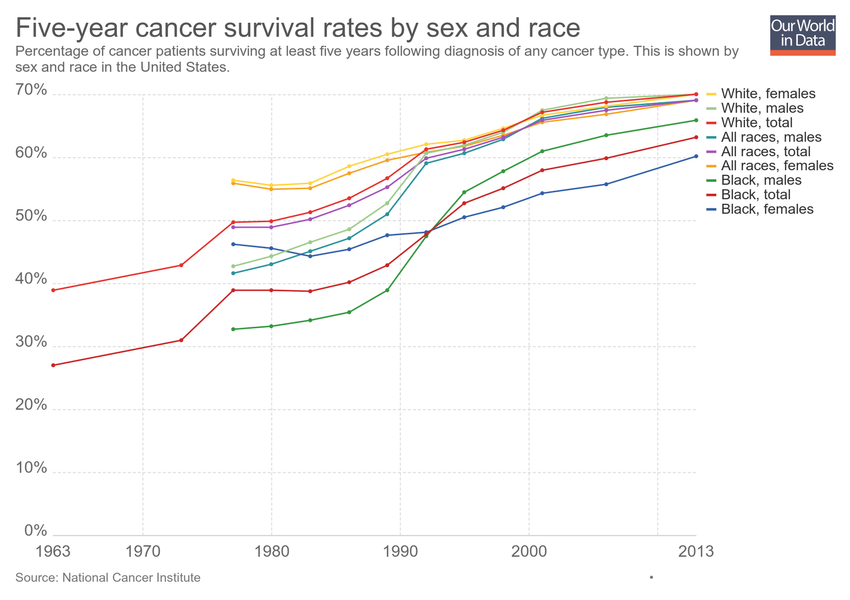 Five-year cancer survival rates by sex and race
Our World
in Data
Percentage of cancer patients surviving at least five years following diagnosis of any cancer type. This is shown by
sex and race in the United States.
70%
60%
50%
40%
30%
20%
10%
0%
White, females
White, males
White, total
All races, males
All races, total
All races, females
Black, males
Black, total
Black, females
1963
1970
1980
1990
2000
2013
Source: National Cancer Institute